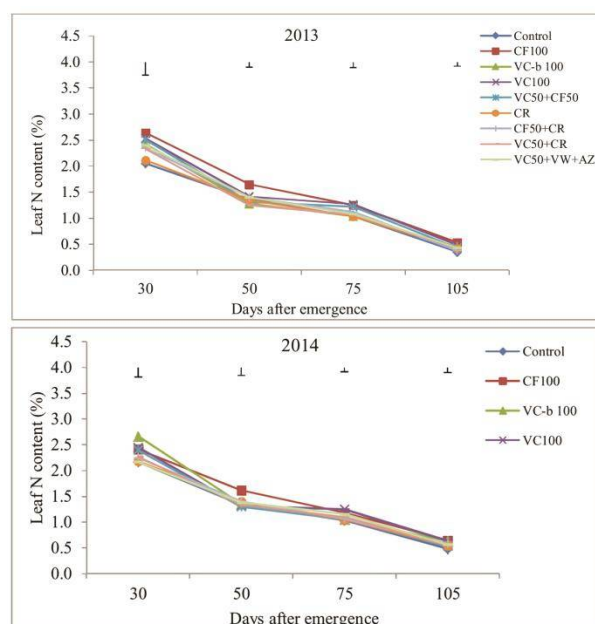 2013
4.5
4.0
3.5
3.0
2.5
2.0
1.5
1.0
0.5
0.0
Leaf N content (%)
30 50 75 105
Days after emergence
Control
CF100
VC-b 100
VC100
VC50+CF50
CR
CF50+CR
VC50+CR
VC50+VW+AZ
2014
4.5
4.0
3.5
3.0
2.5
2.0
1.5
1.0
0.5
0.0
Leaf N content (%)
30 50 75 105
Days after emergence
Control
CF100
VC-b 100
VC100